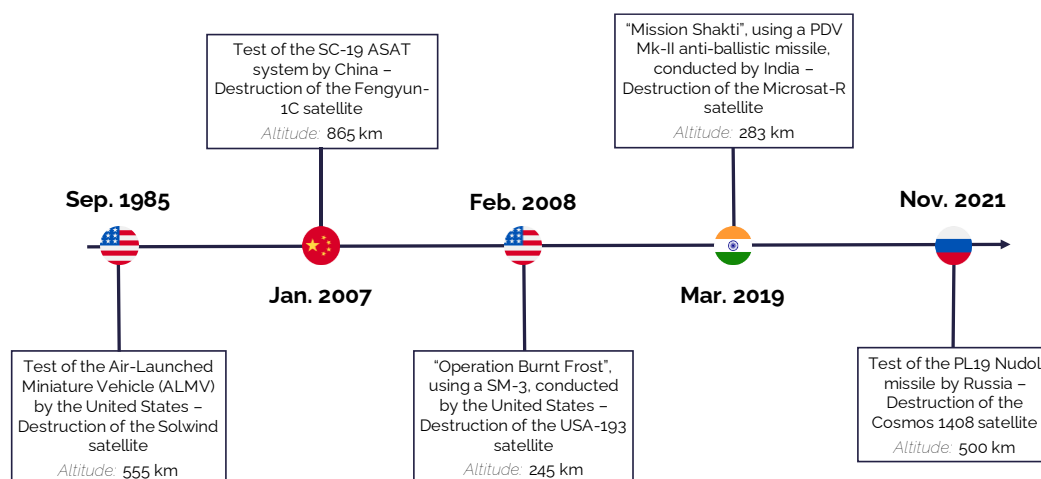 Test of the SC-19 ASAT
system by China –
Destruction of the Fengyun-
1C satellite
Altitude: 865 km
“Mission Shakti”, using a PDV
Mk-II anti-ballistic missile,
conducted by India –
Destruction of the Microsat-R
satellite
Altitude: 283 km
Sep. 1985
Feb. 2008
Nov. 2021
Jan. 2007
Mar. 2019
Test of the Air-Launched
Miniature Vehicle (ALMV)
by the United States –
Destruction of the Solwind
satellite
Altitude: 555 km
“Operation Burnt Frost”,
using a SM-3, conducted
by the United States –
Destruction of the USA-193
satellite
Altitude: 245 km
Test of the PL19 Nudol
missile by Russia –
Destruction of the
Cosmos 1408 satellite
Altitude: 500 km